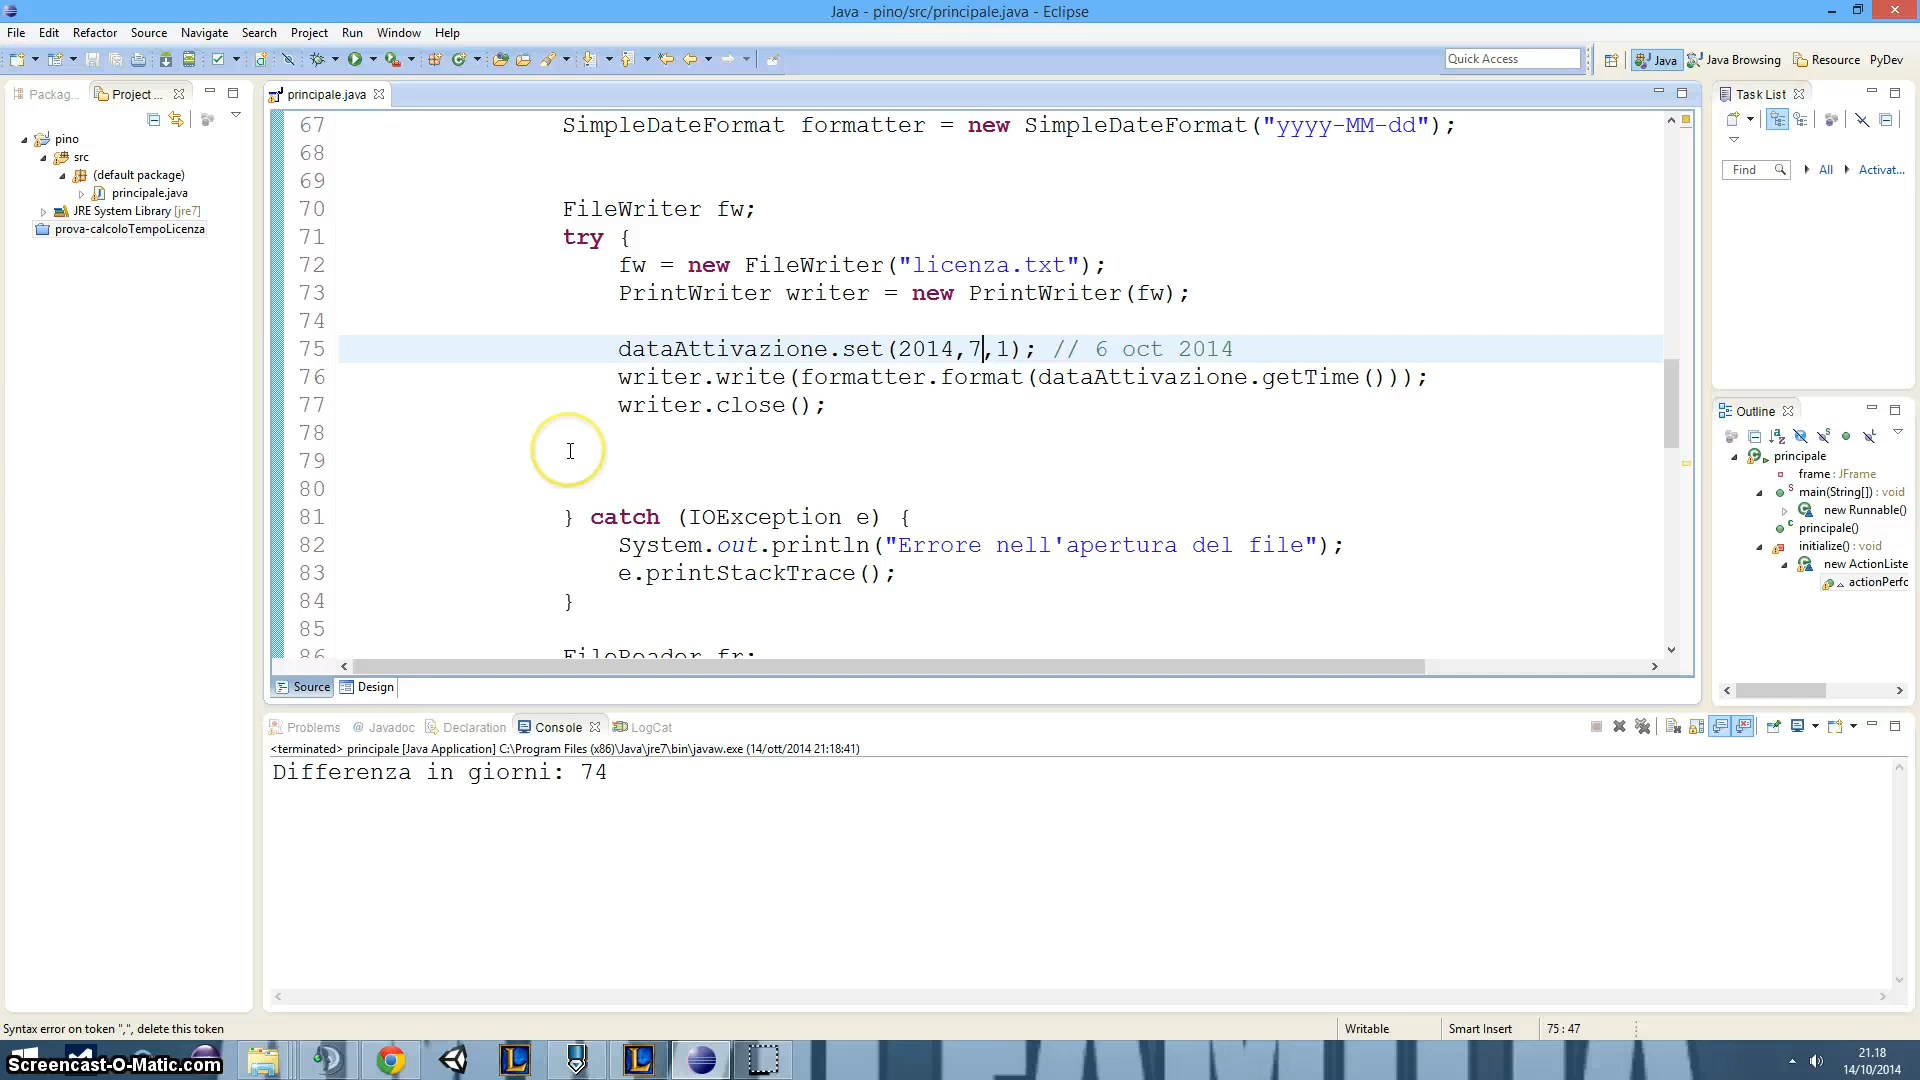 Java - pino/src/principale.java - Eclipse
File Edit Refactor Source Navigate Search Project Run Window Help
Quick Access
Java Java Browsing Resource PyDev
Packag... Project ...
principale.java
Task List
pino
src
(default package)
principale.java
JRE System Library [jre7]
prova-calcoloTempoLicenza
67 SimpleDateFormat formatter = new SimpleDateFormat("yyyy-MM-dd");
68
69
70 FileWriter fw;
71 try {
72 fw = new FileWriter("licenza.txt");
73 PrintWriter writer = new PrintWriter(fw);
74
75 dataAttivazione.set(2014,7,1); // 6 oct 2014
76 writer.write(formatter.format(dataAttivazione.getTime()));
77 writer.close();
78
79
80
81 } catch (IOException e) {
82 System.out.println("Errore nell'apertura del file");
83 e.printStackTrace();
84 }
85
86 FileReader fr;
Source Design
Find All Activat...
Outline
principale
frame : JFrame
main(String[]) : void
new Runnable()
principale()
initialize() : void
new ActionListe
actionPerfo
Problems @ Javadoc Declaration Console LogCat
<terminated> principale [Java Application] C:\Program Files (x86)\Java\jre7\bin\javaw.exe (14/ott/2014 21:18:41)
Differenza in giorni: 74
Syntax error on token ",", delete this token
Writable Smart Insert 75 : 47
Screencast-O-Matic.com
21.18
14/10/2014